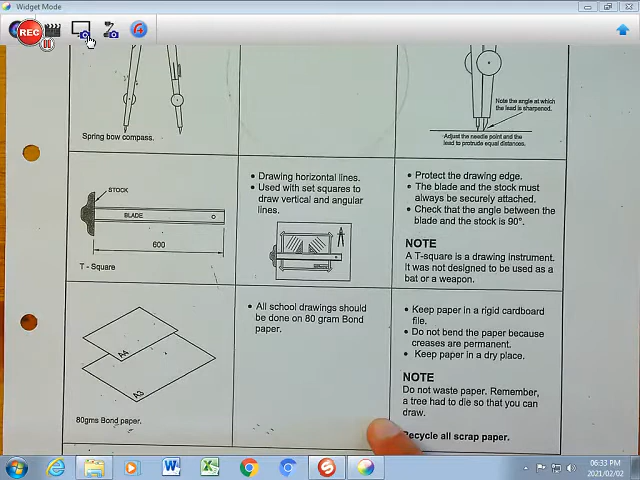 Widget Mode
REC
Spring bow compass.
Note the angle at which
the lead is sharpened.
Adjust the needle point and the
lead to protrude equal distances.
STOCK
BLADE
600
T - Square
• Drawing horizontal lines.
• Used with set squares to
draw vertical and angular
lines.
• Protect the drawing edge.
• The blade and the stock must
always be securely attached.
• Check that the angle between the
blade and the stock is 90°.
NOTE
A T-square is a drawing instrument.
It was not designed to be used as a
bat or a weapon.
A4
A3
80gms Bond paper.
• All school drawings should
be done on 80 gram Bond
paper.
• Keep paper in a rigid cardboard
file.
• Do not bend the paper because
creases are permanent.
• Keep paper in a dry place.
NOTE
Do not waste paper. Remember,
a tree had to die so that you can
draw.
Recycle all scrap paper.
06:33 PM
2021/02/02